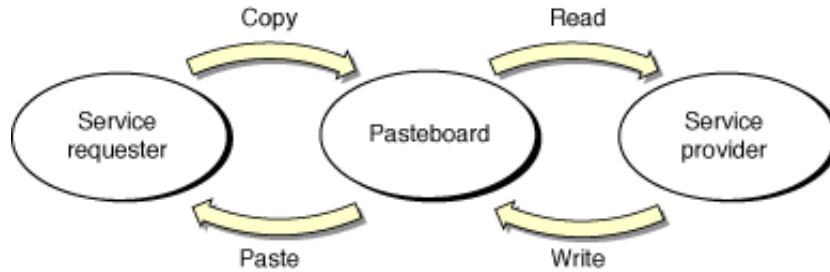 Copy
Read
Service
requester
Pasteboard
Service
provider
Paste
Write